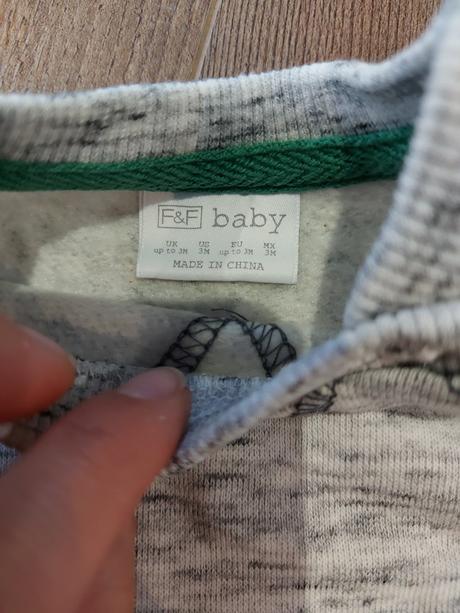 F&F baby
UK US EU MX
up to 3M 3M up to 3M 3M
MADE IN CHINA